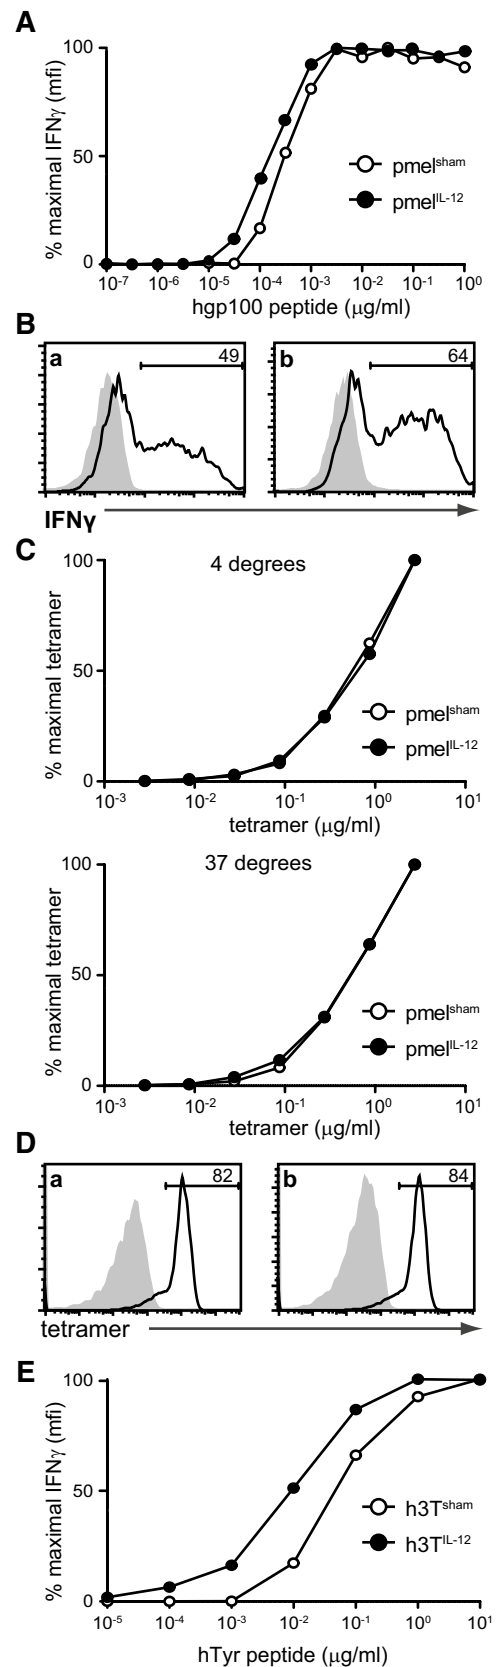 A
% maximal IFNγ (mfi)
100
50
0
pmel^sham
pmel^IL-12
10^-7 10^-6 10^-5 10^-4 10^-3 10^-2 10^-1 10^0
hgp100 peptide (μg/ml)
B
a 49
b 64
IFNγ
C
4 degrees
% maximal tetramer
100
50
0
pmel^sham
pmel^IL-12
10^-3 10^-2 10^-1 10^0 10^1
tetramer (μg/ml)
37 degrees
% maximal tetramer
100
50
0
pmel^sham
pmel^IL-12
10^-3 10^-2 10^-1 10^0 10^1
tetramer (μg/ml)
D
a 82
b 84
tetramer
E
% maximal IFNγ (mfi)
100
50
0
h3T^sham
h3T^IL-12
10^-5 10^-4 10^-3 10^-2 10^-1 10^0 10^1
hTyr peptide (μg/ml)